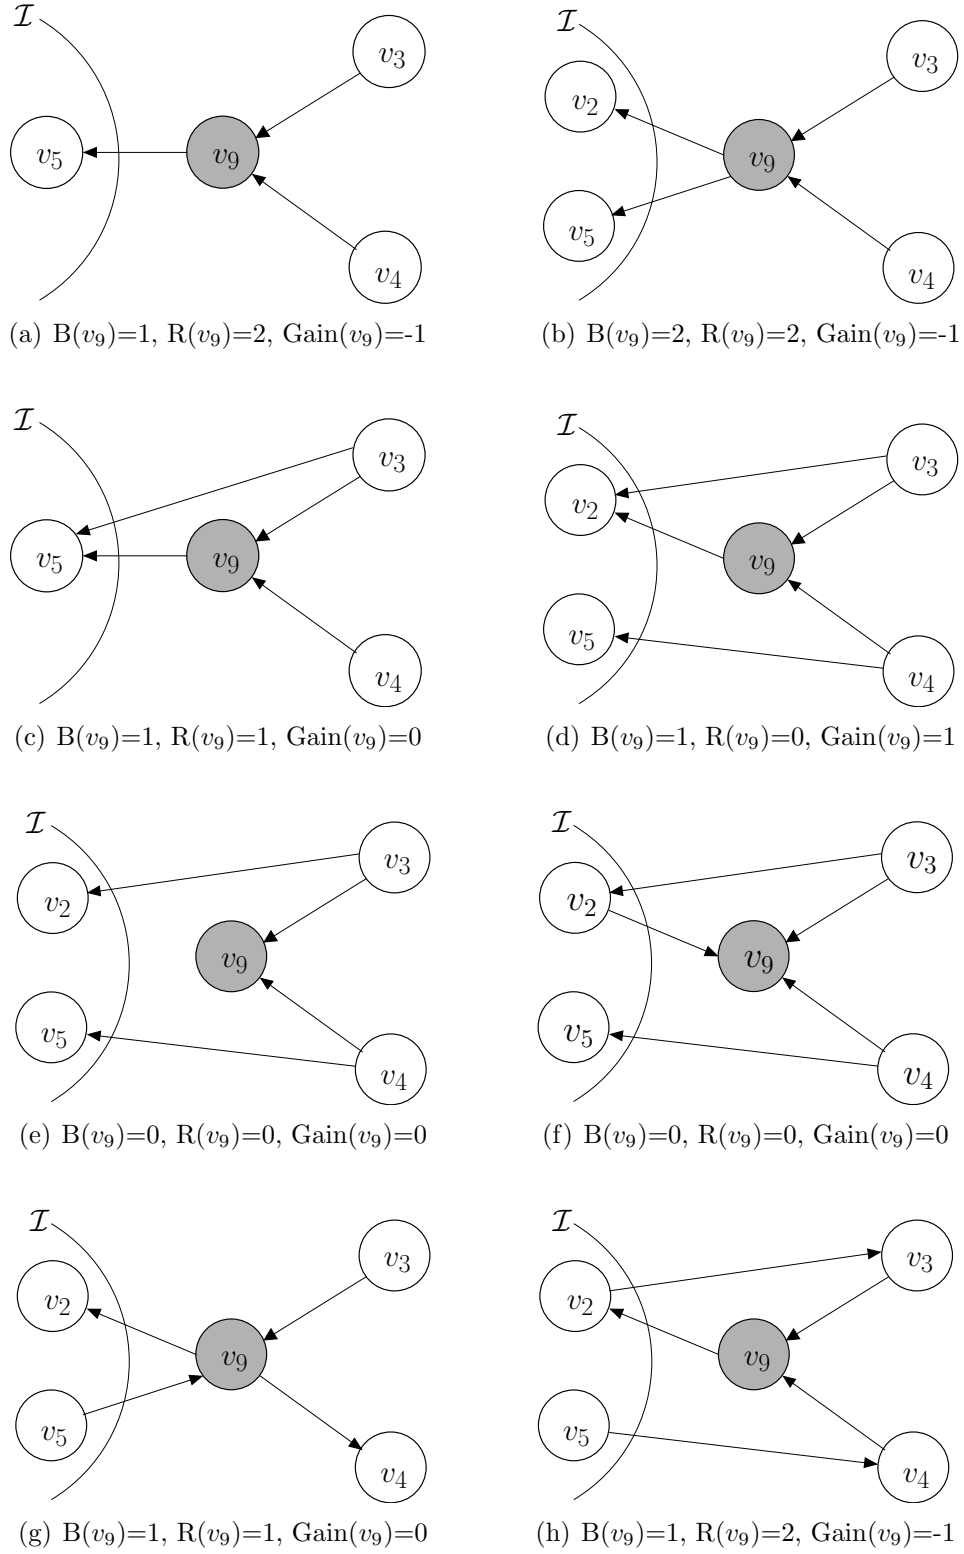 ℐ
v₃
v₅
v₉
v₄
(a) B(v₉)=1, R(v₉)=2, Gain(v₉)=-1
ℐ
v₃
v₂
v₉
v₅
v₄
(b) B(v₉)=2, R(v₉)=2, Gain(v₉)=-1
ℐ
v₃
v₅
v₉
v₄
(c) B(v₉)=1, R(v₉)=1, Gain(v₉)=0
ℐ
v₃
v₂
v₉
v₅
v₄
(d) B(v₉)=1, R(v₉)=0, Gain(v₉)=1
ℐ
v₃
v₂
v₉
v₅
v₄
(e) B(v₉)=0, R(v₉)=0, Gain(v₉)=0
ℐ
v₃
v₂
v₉
v₅
v₄
(f) B(v₉)=0, R(v₉)=0, Gain(v₉)=0
ℐ
v₃
v₂
v₉
v₅
v₄
(g) B(v₉)=1, R(v₉)=1, Gain(v₉)=0
ℐ
v₃
v₂
v₉
v₅
v₄
(h) B(v₉)=1, R(v₉)=2, Gain(v₉)=-1